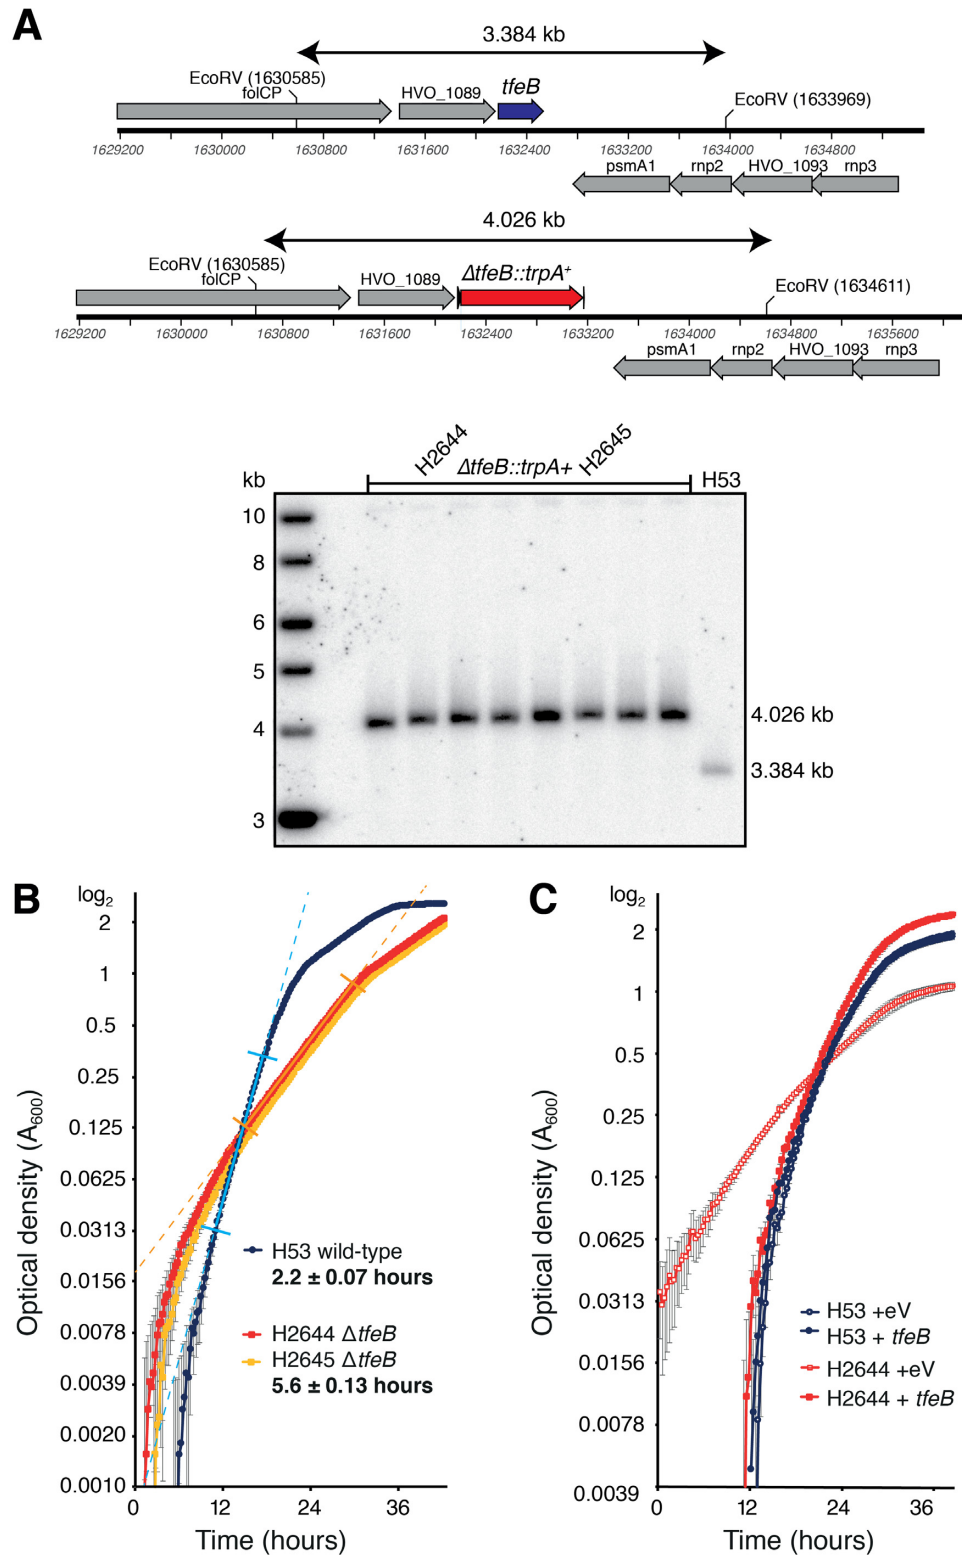 A
3.384 kb
EcoRV (1630585)
folCP
HVO_1089
tfeB
EcoRV (1633969)
1629200 1630000 1630800 1631600 1632400 1633200 1634000 1634800
psmA1 rnp2 HVO_1093 rnp3
4.026 kb
EcoRV (1630585)
folCP
HVO_1089
ΔtfeB::trpA⁺
EcoRV (1634611)
1629200 1630000 1630800 1631600 1632400 1633200 1634000 1634800 1635600
psmA1 rnp2 HVO_1093 rnp3
H2644 H2645
kb ΔtfeB::trpA+ H53
10
8
6
5
4
3
4.026 kb
3.384 kb
B
log₂
2
1
0.5
0.25
0.125
0.0625
0.0313
0.0156
0.0078
0.0039
0.0020
0.0010
Optical density (A₆₀₀)
H53 wild-type
2.2 ± 0.07 hours
H2644 ΔtfeB
H2645 ΔtfeB
5.6 ± 0.13 hours
0 12 24 36
Time (hours)
C
log₂
2
1
0.5
0.25
0.125
0.0625
0.0313
0.0156
0.0078
0.0039
Optical density (A₆₀₀)
H53 +eV
H53 + tfeB
H2644 +eV
H2644 + tfeB
0 12 24 36
Time (hours)